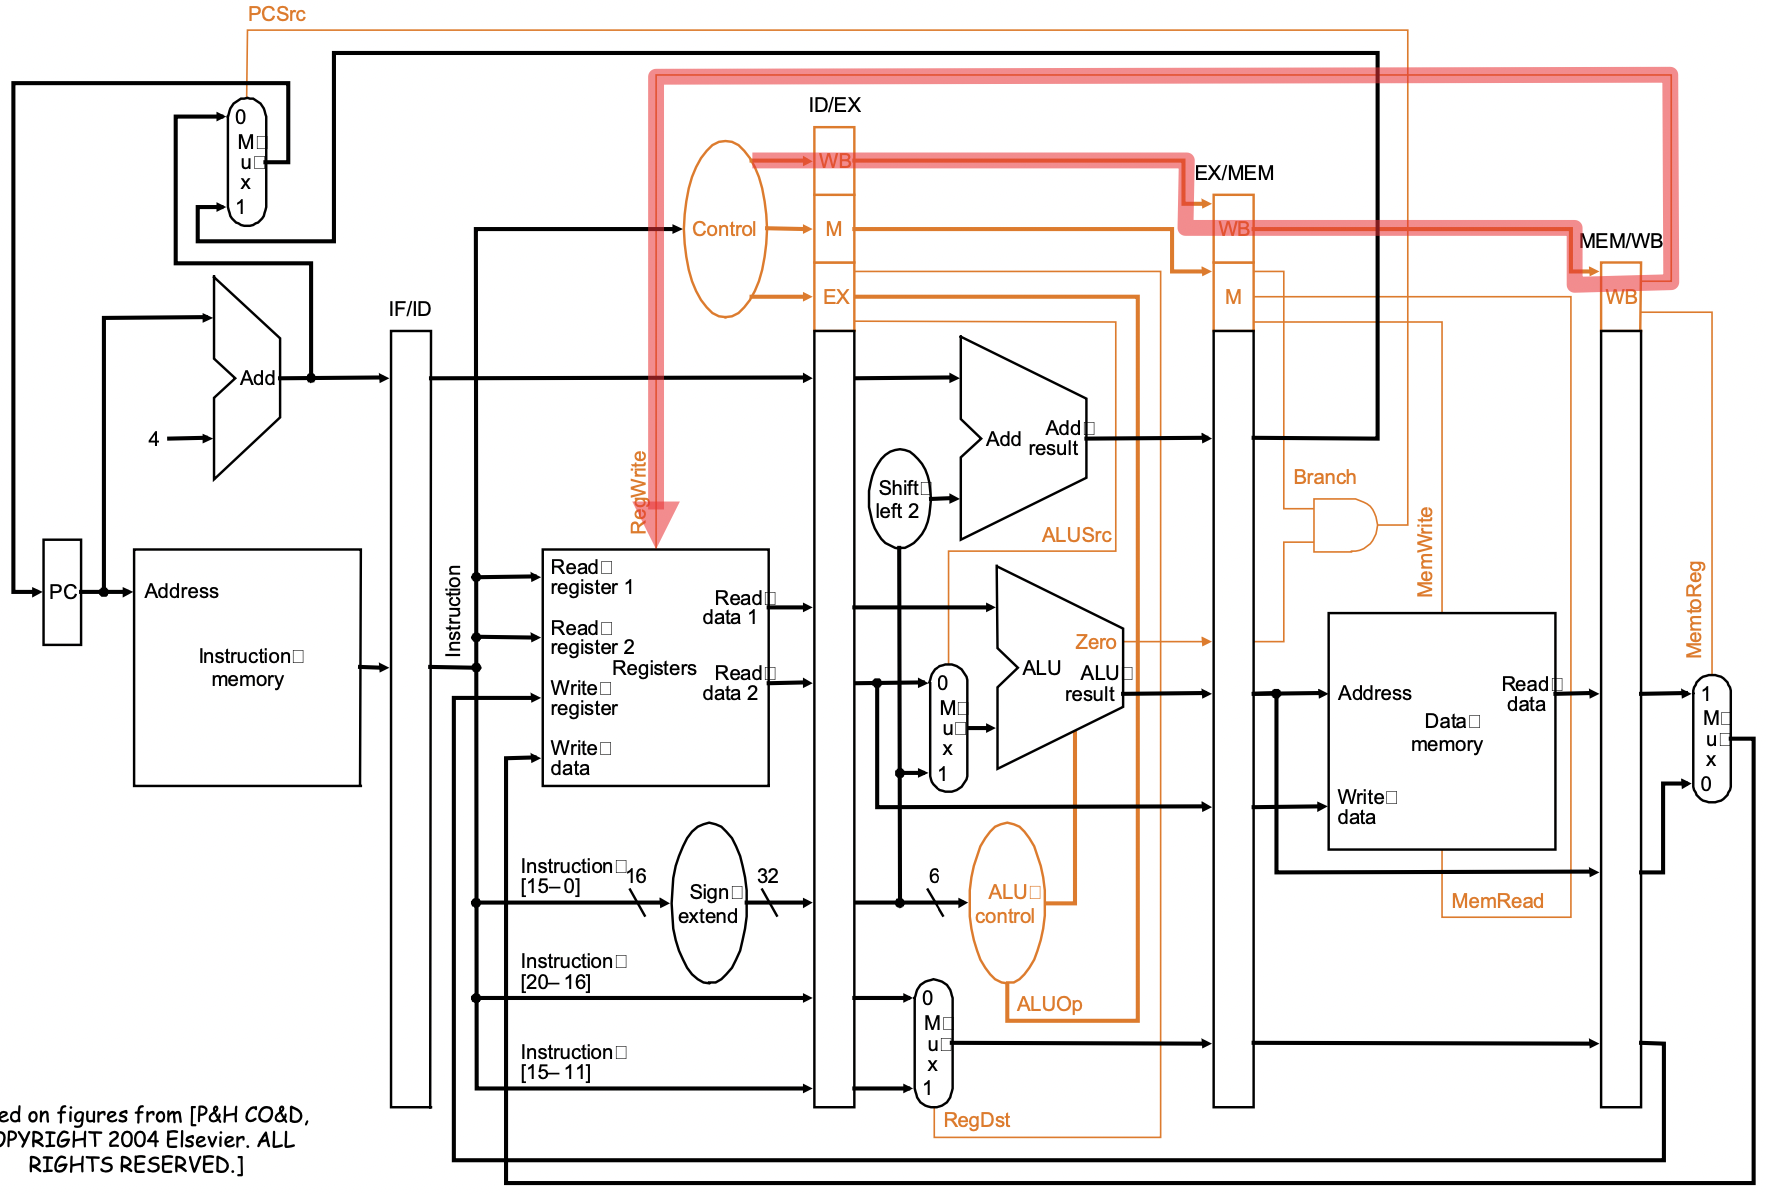 PCSrc
ID/EX
0
M
u
x
1
WB
EX/MEM
Control
M
WB
MEM/WB
EX
M
WB
IF/ID
Add
4
Add
Add
result
Shift
left 2
RegWrite
Branch
ALUSrc
MemWrite
MemtoReg
PC
Address
Instruction
memory
Instruction
Read
register 1
Read
register 2
Write
register
Write
data
Registers
Read
data 1
Read
data 2
0
M
u
x
1
Zero
ALU
ALU
result
Address
Read
data
Data
memory
Write
data
1
M
u
x
0
Instruction
[15–0]
16
Sign
extend
32
6
ALU
control
MemRead
Instruction
[20–16]
ALUOp
0
M
u
x
1
Instruction
[15–11]
RegDst
ed on figures from [P&H CO&D,
OPYRIGHT 2004 Elsevier. ALL
RIGHTS RESERVED.]